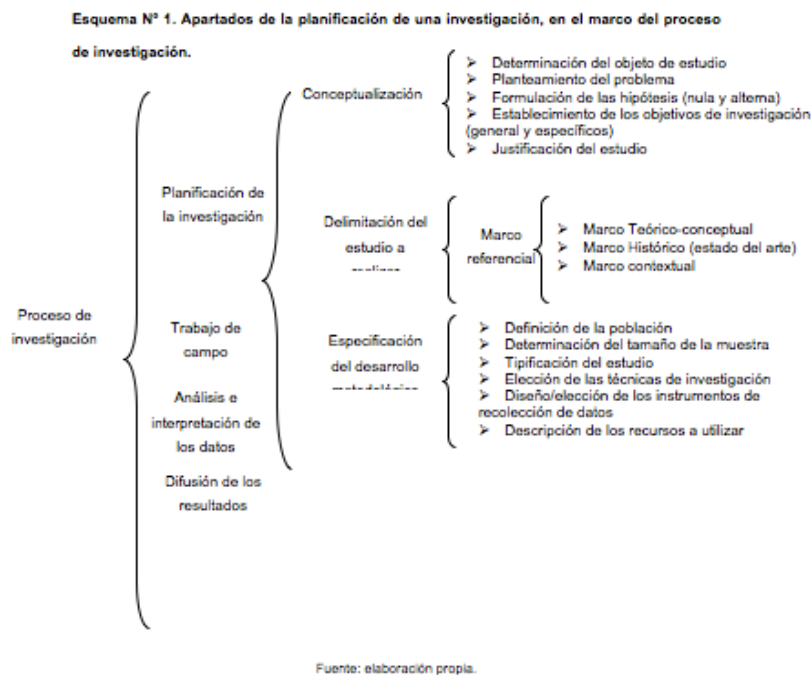 Esquema Nº 1. Apartados de la planificación de una investigación, en el marco del proceso
de investigación.
Proceso de
investigación
Planificación de
la investigación
Trabajo de
campo
Análisis e
interpretación de
los datos
Difusión de los
resultados
Conceptualización
➢ Determinación del objeto de estudio
➢ Planteamiento del problema
➢ Formulación de las hipótesis (nula y alterna)
➢ Establecimiento de los objetivos de investigación
(general y específicos)
➢ Justificación del estudio
Delimitación del
estudio a
Marco
referencial
➢ Marco Teórico-conceptual
➢ Marco Histórico (estado del arte)
➢ Marco contextual
Especificación
del desarrollo
➢ Definición de la población
➢ Determinación del tamaño de la muestra
➢ Tipificación del estudio
➢ Elección de las técnicas de investigación
➢ Diseño/elección de los instrumentos de
recolección de datos
➢ Descripción de los recursos a utilizar
Fuente: elaboración propia.